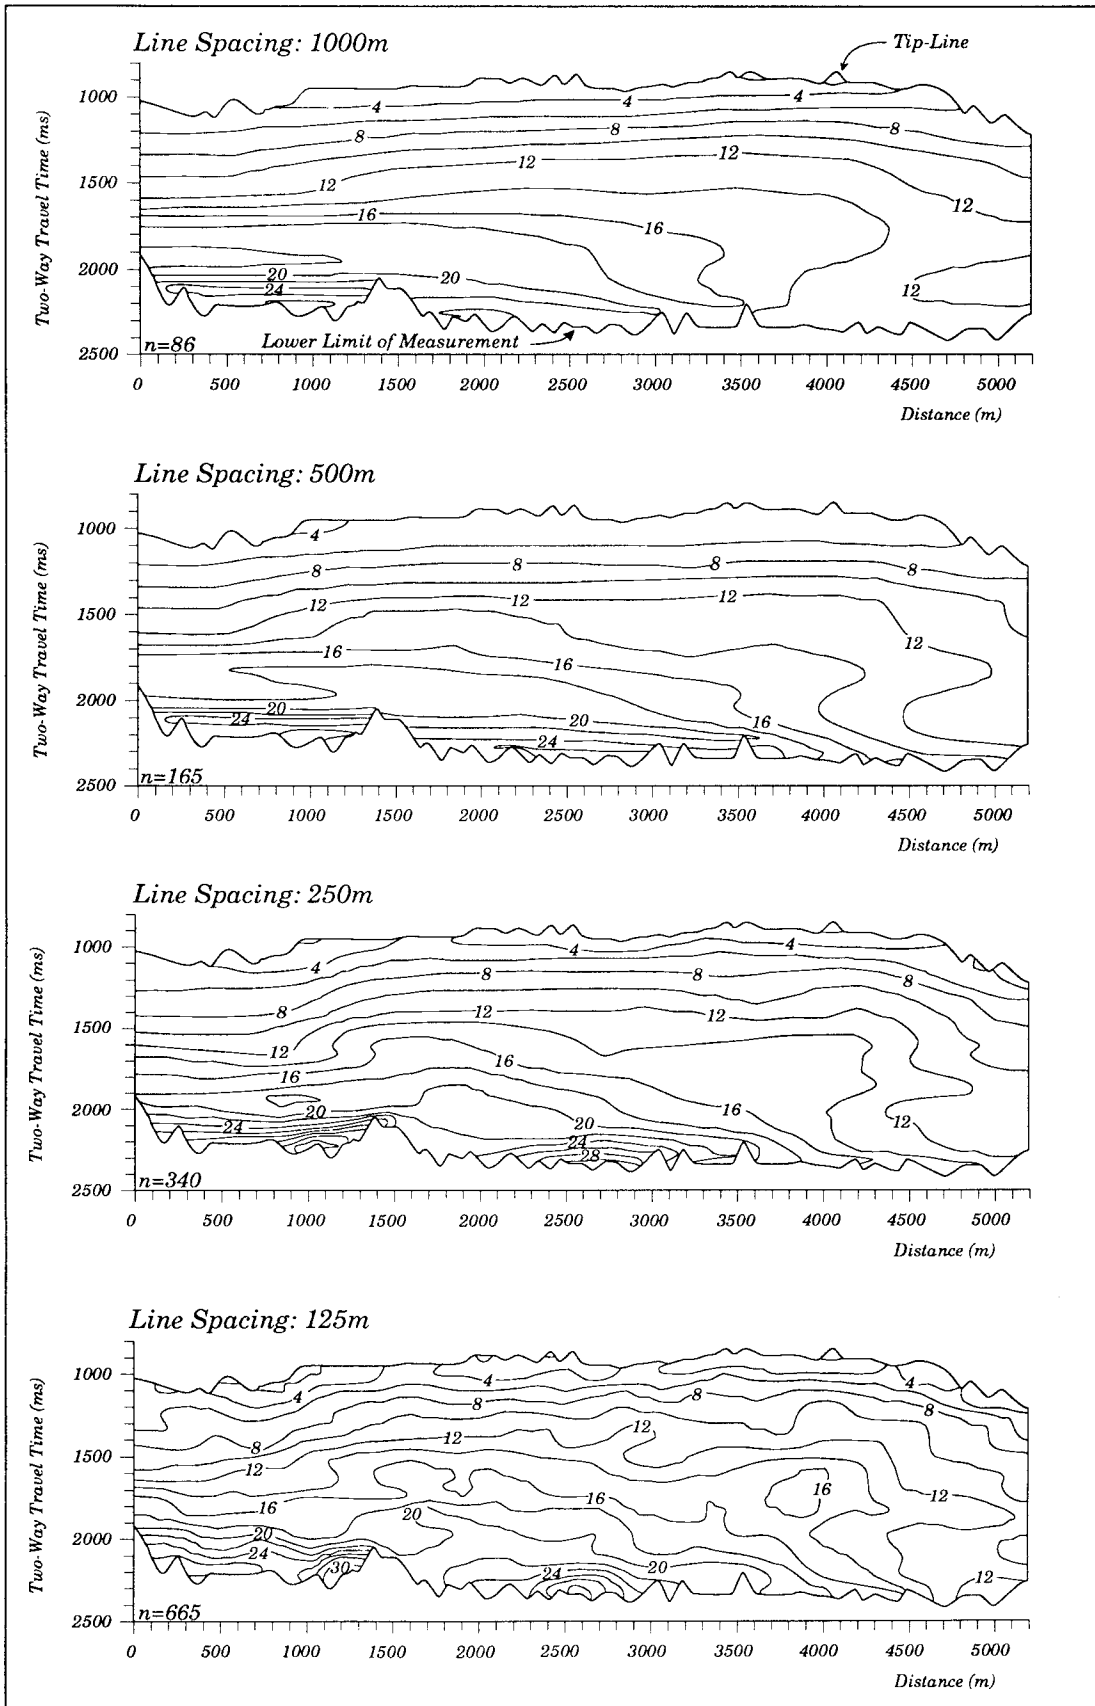 Line Spacing: 1000m
Tip-Line
Two-Way Travel Time (ms)
1000
1500
2000
2500
4 4 4
8 8 8
12 12 12 12
16 16
20 20
24
12
n=86
Lower Limit of Measurement
0 500 1000 1500 2000 2500 3000 3500 4000 4500 5000
Distance (m)
Line Spacing: 500m
Two-Way Travel Time (ms)
1000
1500
2000
2500
4
8 8 8 8
12 12 12 12
16 16 16
20 20
24 24
n=165
0 500 1000 1500 2000 2500 3000 3500 4000 4500 5000
Distance (m)
Line Spacing: 250m
Two-Way Travel Time (ms)
1000
1500
2000
2500
4 4 4
8 8 8 8
12 12 12 12
16 16 16
20 20
24 24
28
n=340
0 500 1000 1500 2000 2500 3000 3500 4000 4500 5000
Distance (m)
Line Spacing: 125m
Two-Way Travel Time (ms)
1000
1500
2000
2500
4 4 4
8 8 8 8
12 12 12 12 12
16 16 16
20 20 20
24 24
30
n=665
0 500 1000 1500 2000 2500 3000 3500 4000 4500 5000
Distance (m)